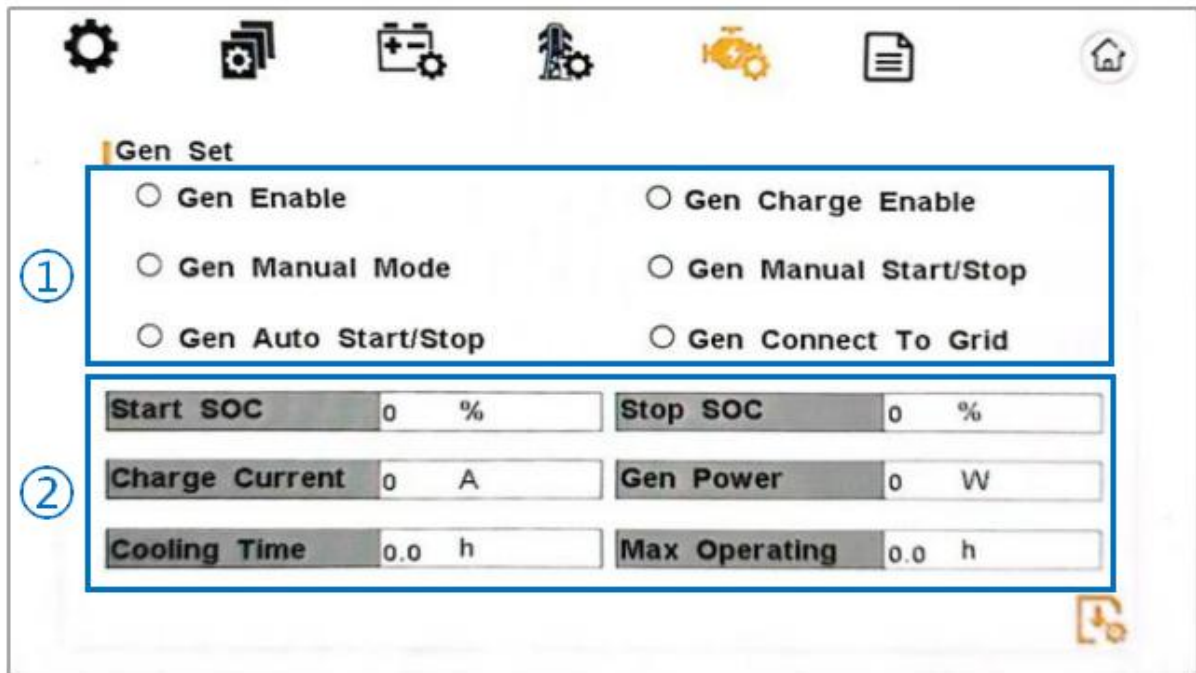 Gen Set
① Gen Enable Gen Charge Enable
Gen Manual Mode Gen Manual Start/Stop
Gen Auto Start/Stop Gen Connect To Grid
② Start SOC 0 % Stop SOC 0 %
Charge Current 0 A Gen Power 0 W
Cooling Time 0.0 h Max Operating 0.0 h